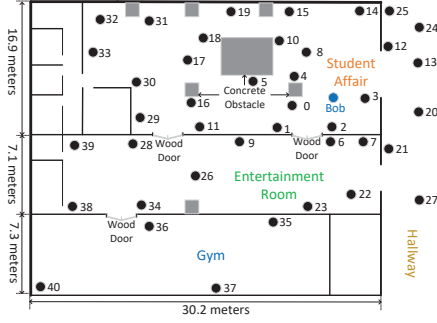 32
31
19
15
14
25
18
10
33
17
8
12
13
Student
Affair
16.9 meters
30
5
4
Concrete
Obstacle
16
0
Bob
3
24
29
11
1
2
20
Wood
Door
Wood
Door
39
28
9
6
7
21
7.1 meters
26
Entertainment
Room
22
27
38
34
23
Wood
Door
36
35
7.3 meters
Gym
Hallway
40
37
30.2 meters